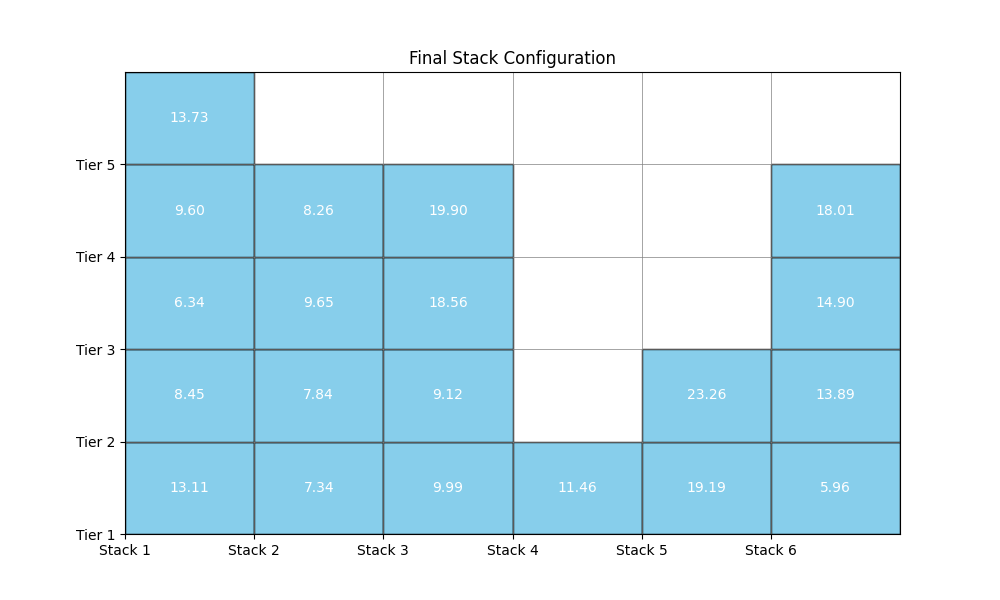 Final Stack Configuration
13.73
Tier 5
9.60 8.26 19.90 18.01
Tier 4
6.34 9.65 18.56 14.90
Tier 3
8.45 7.84 9.12 23.26 13.89
Tier 2
13.11 7.34 9.99 11.46 19.19 5.96
Tier 1
Stack 1 Stack 2 Stack 3 Stack 4 Stack 5 Stack 6